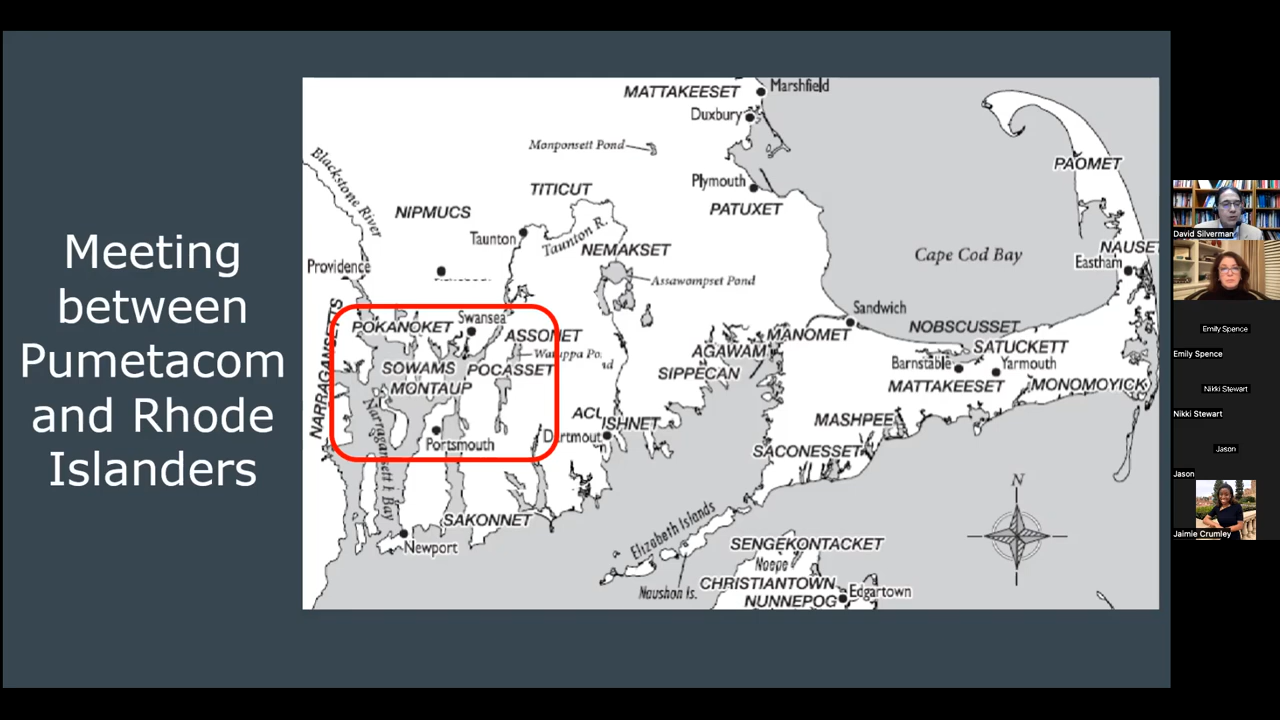 Meeting
between
Pumetacom
and Rhode
Islanders
MATTAKEESET
Marshfield
Duxbury
Monponsett Pond
Blackstone River
PAOMET
TITICUT
Plymouth
PATUXET
NIPMUCS
Taunton
Taunton R.
NEMAKSET
NAUSET
Cape Cod Bay
Eastham
Providence
Assawompset Pond
NARRAGANSETTS
Sandwich
POKANOKET
Swansea
ASSONET
MANOMET
NOBSCUSSET
SATUCKETT
AGAWAM
SOWAMS
POCASSET
Barnstable
Yarmouth
SIPPECAN
MONTAUP
MATTAKEESET
MONOMOYICK
Narragansett Bay
ACU
ISHNET
MASHPEE
Portsmouth
Dartmout
SACONESSET
N
SAKONNET
Elizabeth Islands
Newport
SENGEKONTACKET
Noepe
CHRISTIANTOWN
Naushon Is.
Edgartown
NUNNEPOG
David Silverman
Emily Spence
Emily Spence
Nikki Stewart
Nikki Stewart
Jason
Jason
Jaimie Crumley